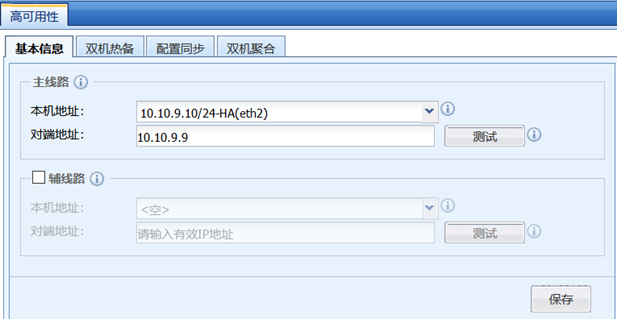 高可用性
基本信息 双机热备 配置同步 双机聚合
主线路
本机地址: 10.10.9.10/24-HA(eth2)
对端地址: 10.10.9.9 测试
辅线路
本机地址: <空>
对端地址: 请输入有效IP地址 测试
保存